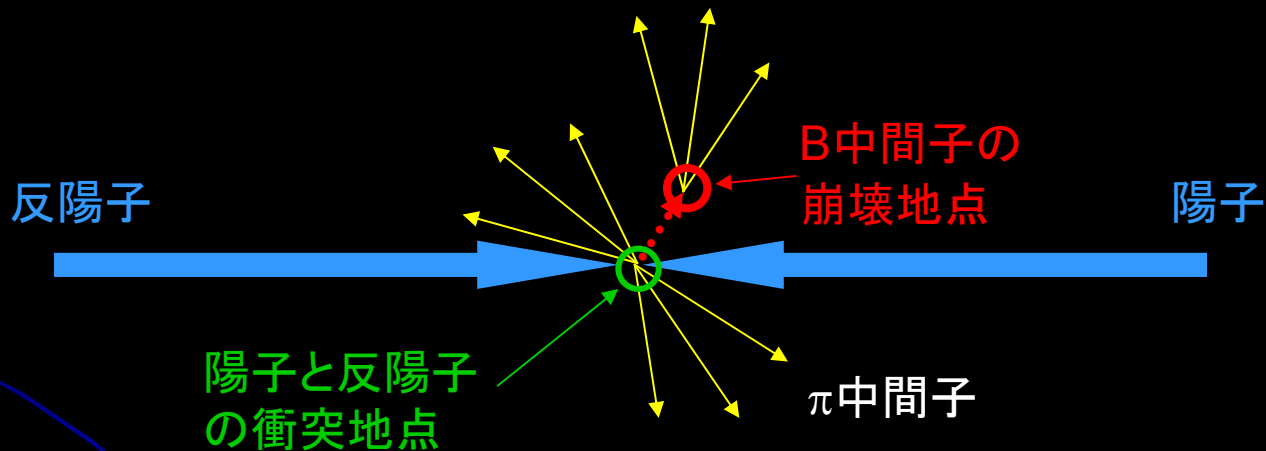 反陽子
B中間子の
崩壊地点
陽子
陽子と反陽子
の衝突地点
π中間子